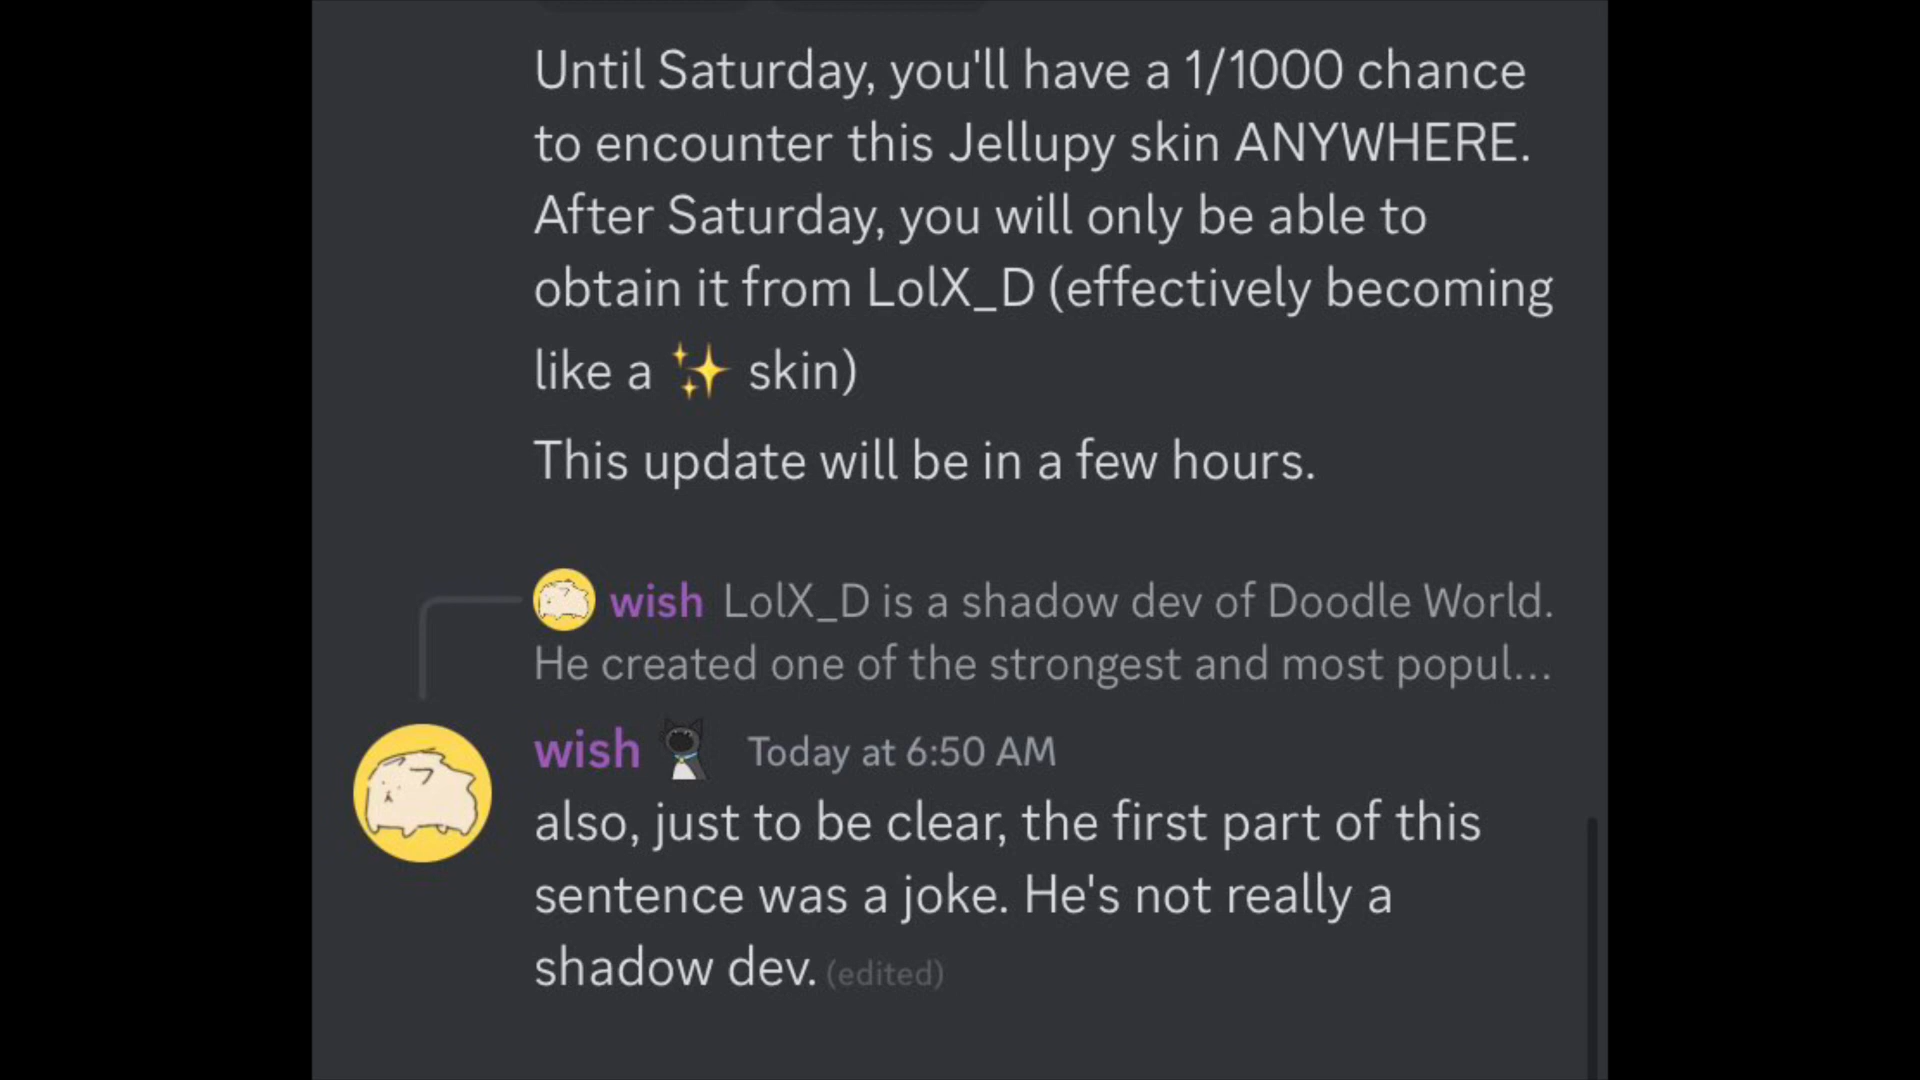 Until Saturday, you'll have a 1/1000 chance
to encounter this Jellupy skin ANYWHERE.
After Saturday, you will only be able to
obtain it from LolX_D (effectively becoming
like a ✨ skin)
This update will be in a few hours.
wish LolX_D is a shadow dev of Doodle World.
He created one of the strongest and most popul...
wish Today at 6:50 AM
also, just to be clear, the first part of this
sentence was a joke. He's not really a
shadow dev. (edited)